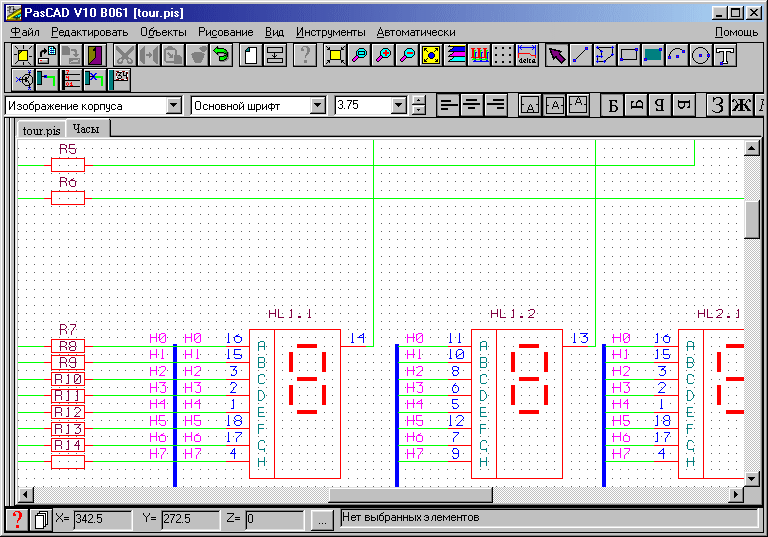 PasCAD V10 B061 [tour.pis]
Файл Редактировать Объекты Рисование Вид Инструменты Автоматически Помощь
Изображение корпуса Основной шрифт 3.75 A A A Б В Я В З Ж
tour.pis Часы
R5
R6
HL1.1 HL1.2 HL2.1
R7 14 13
R8 H0 H0 16 A H0 11 A H0 16 A
R9 H1 H1 15 B H1 10 B H1 15 B
R10 H2 H2 3 C H2 8 C H2 3 C
R11 H3 H3 2 D H3 6 D H3 2 D
R12 H4 H4 1 E H4 5 E H4 1 E
R13 H5 H5 18 F H5 12 F H5 18 F
R14 H6 H6 17 G H6 7 G H6 17 G
H7 H7 4 H H7 9 H H7 4 H
X= 342.5 Y= 272.5 Z= 0 ... Нет выбранных элементов